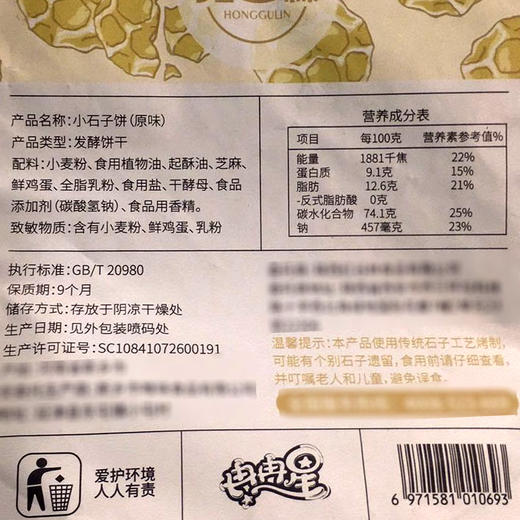 HONGGULIN
产品名称:小石子饼(原味)
产品类型:发酵饼干
配料:小麦粉、食用植物油、起酥油、芝麻、
鲜鸡蛋、全脂乳粉、食用盐、干酵母、食品
添加剂(碳酸氢钠)、食品用香精。
致敏物质:含有小麦粉、鲜鸡蛋、乳粉
营养成分表
项目 每100克 营养素参考值%
能量 1881千焦 22%
蛋白质 9.1克 15%
脂肪 12.6克 21%
-反式脂肪酸 0克
碳水化合物 74.1克 25%
钠 457毫克 23%
执行标准:GB/T 20980
保质期:9个月
储存方式:存放于阴凉干燥处
生产日期:见外包装喷码处
生产许可证号:SC10841072600191
温馨提示:本产品使用传统石子工艺烤制,
可能有个别石子遗留,食用前请仔细查看,
并叮嘱老人和儿童,避免误食.
爱护环境
人人有责
冉冉星
6 971581 010693